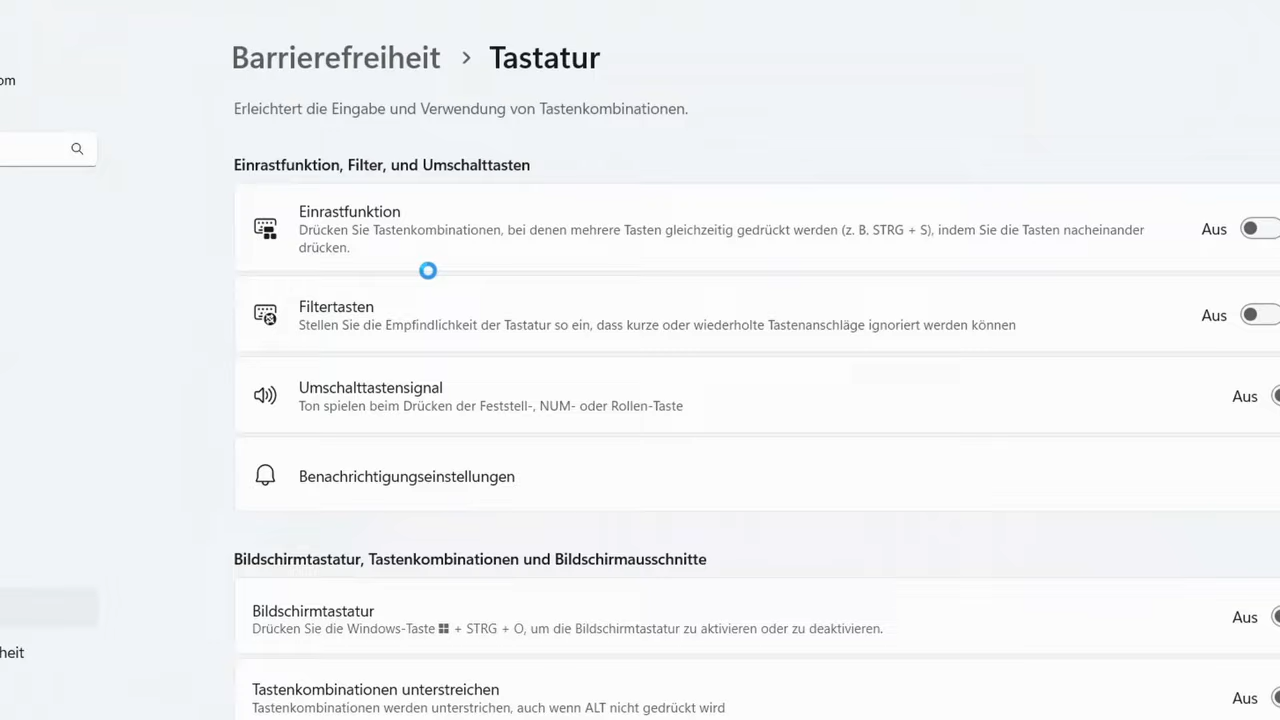 Barrierefreiheit > Tastatur
om
Erleichtert die Eingabe und Verwendung von Tastenkombinationen.
Einrastfunktion, Filter, und Umschalttasten
Einrastfunktion
Drücken Sie Tastenkombinationen, bei denen mehrere Tasten gleichzeitig gedrückt werden (z. B. STRG + S), indem Sie die Tasten nacheinander
drücken.
Aus
Filtertasten
Stellen Sie die Empfindlichkeit der Tastatur so ein, dass kurze oder wiederholte Tastenanschläge ignoriert werden können
Aus
Umschalttastensignal
Ton spielen beim Drücken der Feststell-, NUM- oder Rollen-Taste
Aus
Benachrichtigungseinstellungen
Bildschirmtastatur, Tastenkombinationen und Bildschirmausschnitte
Bildschirmtastatur
Drücken Sie die Windows-Taste + STRG + O, um die Bildschirmtastatur zu aktivieren oder zu deaktivieren.
Aus
heit
Tastenkombinationen unterstreichen
Tastenkombinationen werden unterstrichen, auch wenn ALT nicht gedrückt wird
Aus